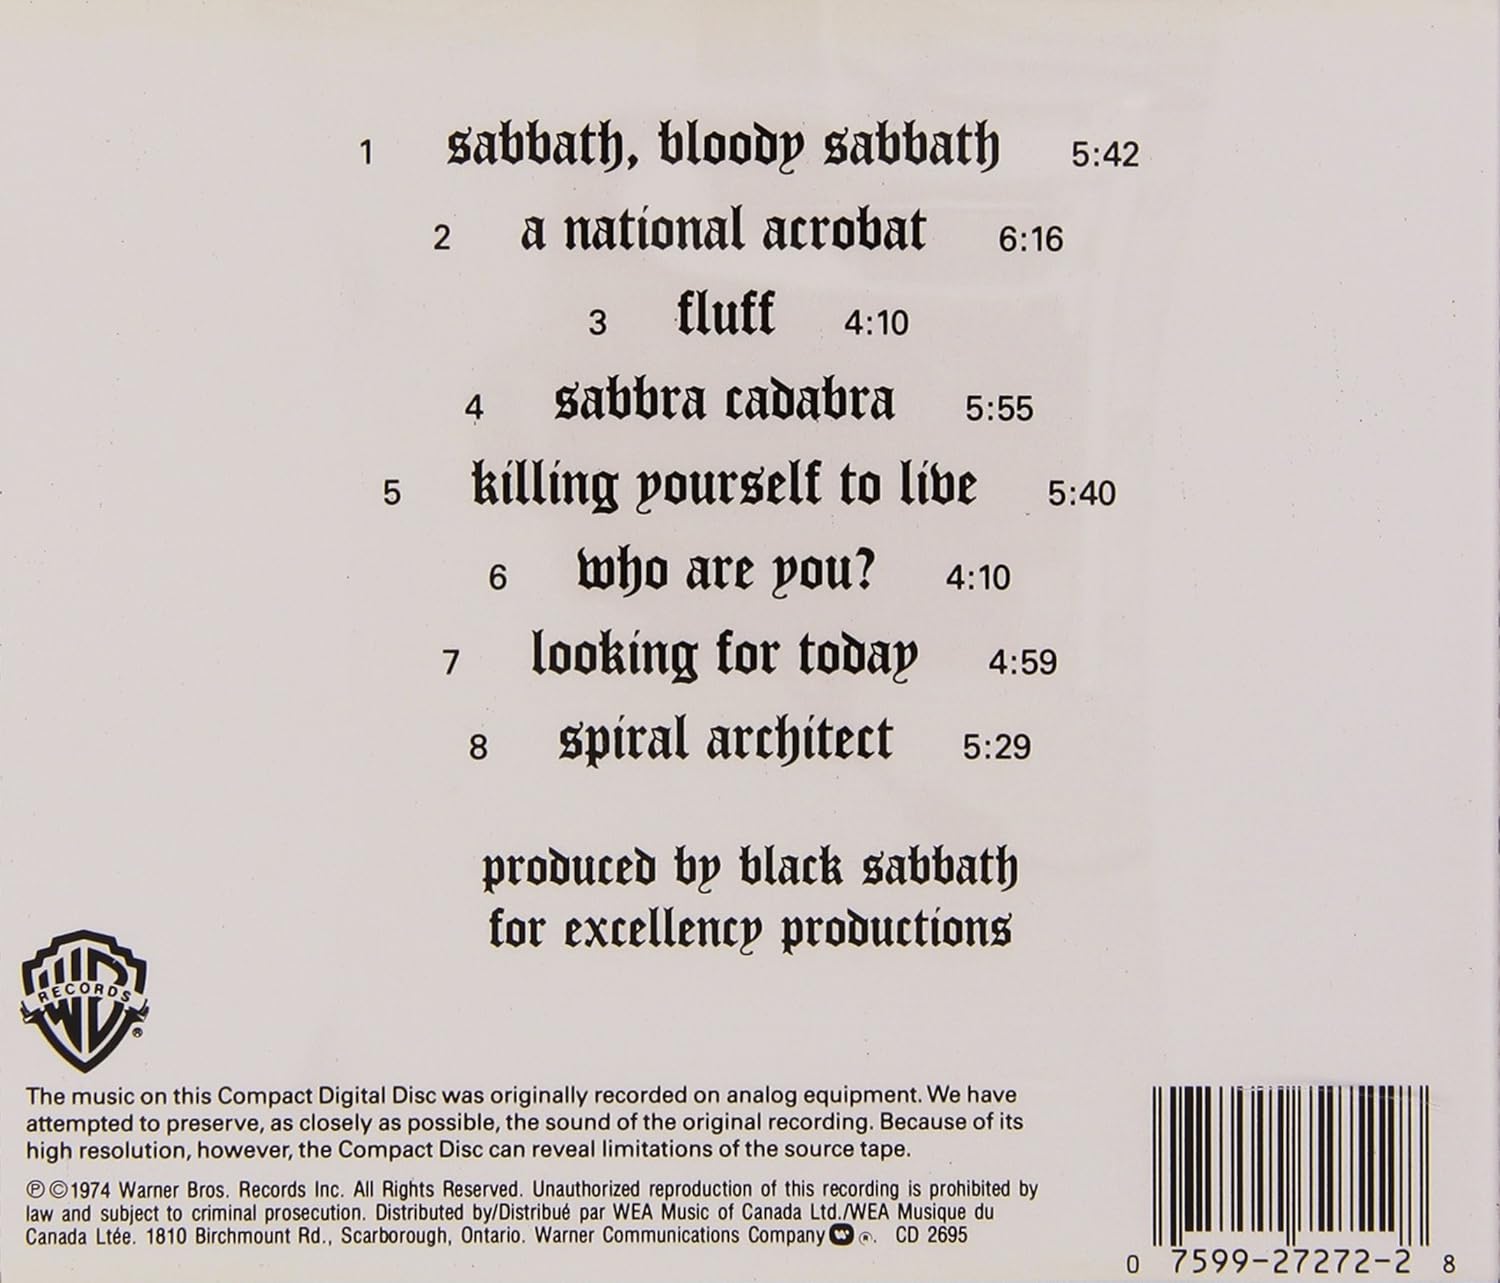 1 sabbath, bloody sabbath 5:42
2 a national acrobat 6:16
3 fluff 4:10
4 sabbra cadabra 5:55
5 killing yourself to live 5:40
6 who are you? 4:10
7 looking for today 4:59
8 spiral architect 5:29
produced by black sabbath
for excellency productions
WB
RECORDS
®
The music on this Compact Digital Disc was originally recorded on analog equipment. We have
attempted to preserve, as closely as possible, the sound of the original recording. Because of its
high resolution, however, the Compact Disc can reveal limitations of the source tape.
℗©1974 Warner Bros. Records Inc. All Rights Reserved. Unauthorized reproduction of this recording is prohibited by
law and subject to criminal prosecution. Distributed by/Distribué par WEA Music of Canada Ltd./WEA Musique du
Canada Ltée. 1810 Birchmount Rd., Scarborough, Ontario. Warner Communications Company W ®. CD 2695
0 7599-27272-2 8